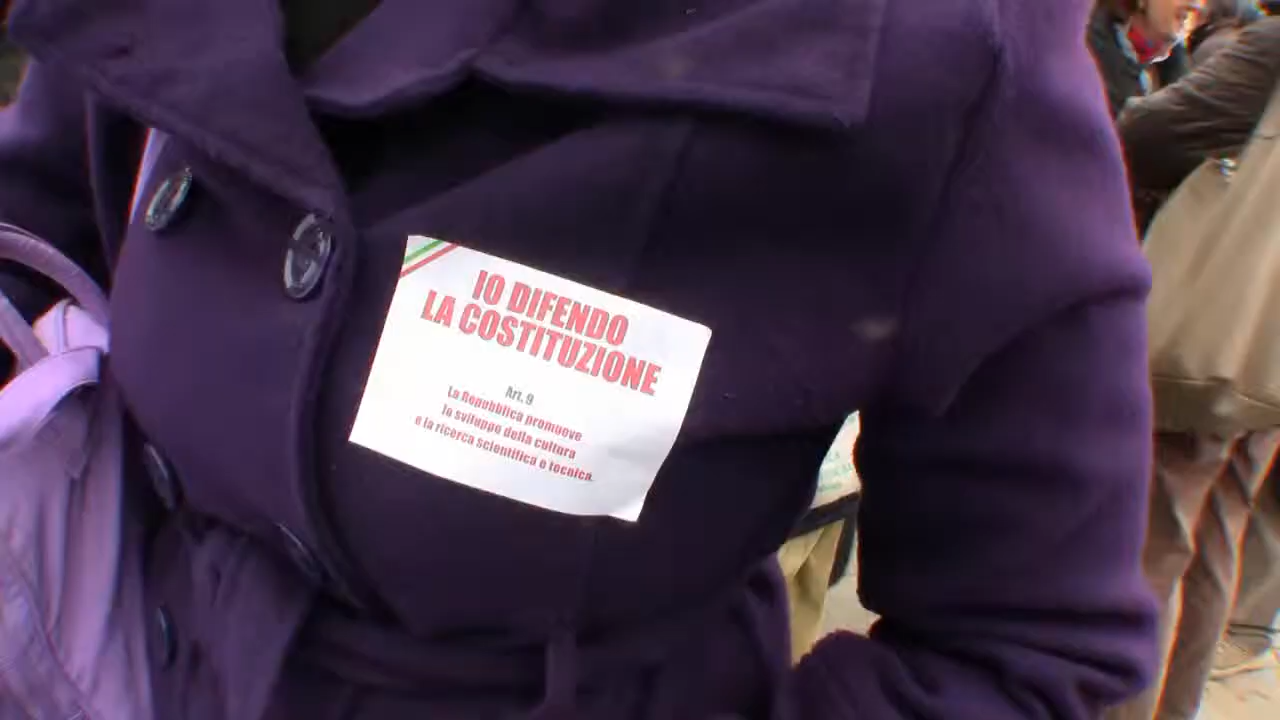 IO DIFENDO
LA COSTITUZIONE
Art. 9
La Repubblica promuove
lo sviluppo della cultura
e la ricerca scientifica e tecnica.